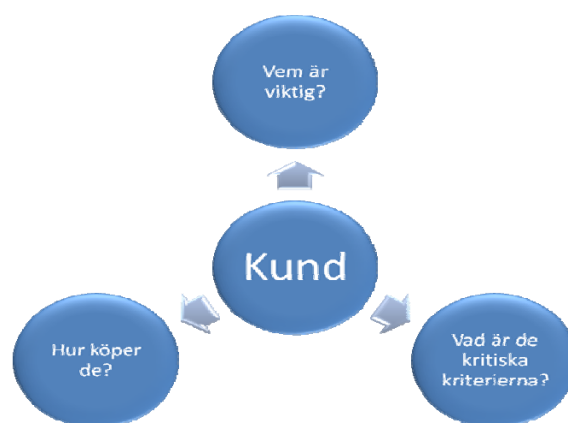 Vem är
viktig?
Kund
Hur köper
de?
Vad är de
kritiska
kriterierna?